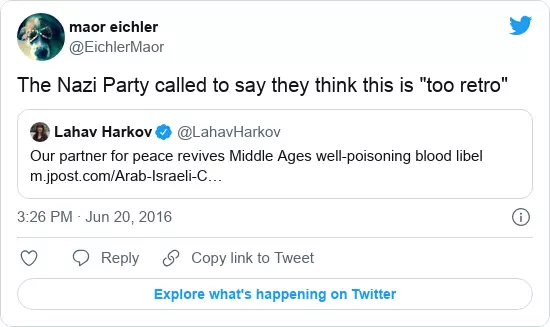 maor eichler
@EichlerMaor
The Nazi Party called to say they think this is "too retro"
Lahav Harkov @LahavHarkov
Our partner for peace revives Middle Ages well-poisoning blood libel
m.jpost.com/Arab-Israeli-C…
3:26 PM · Jun 20, 2016
Reply Copy link to Tweet
Explore what's happening on Twitter